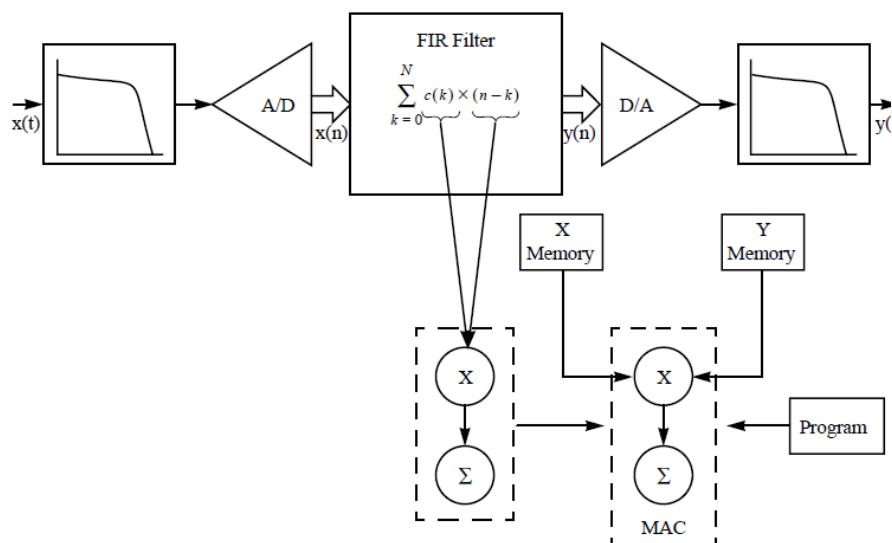 FIR Filter
N
∑ c(k) × (n − k)
k = 0
x(t)
A/D
x(n)
y(n)
D/A
y(
X
Memory
Y
Memory
X
X
Program
Σ
Σ
MAC